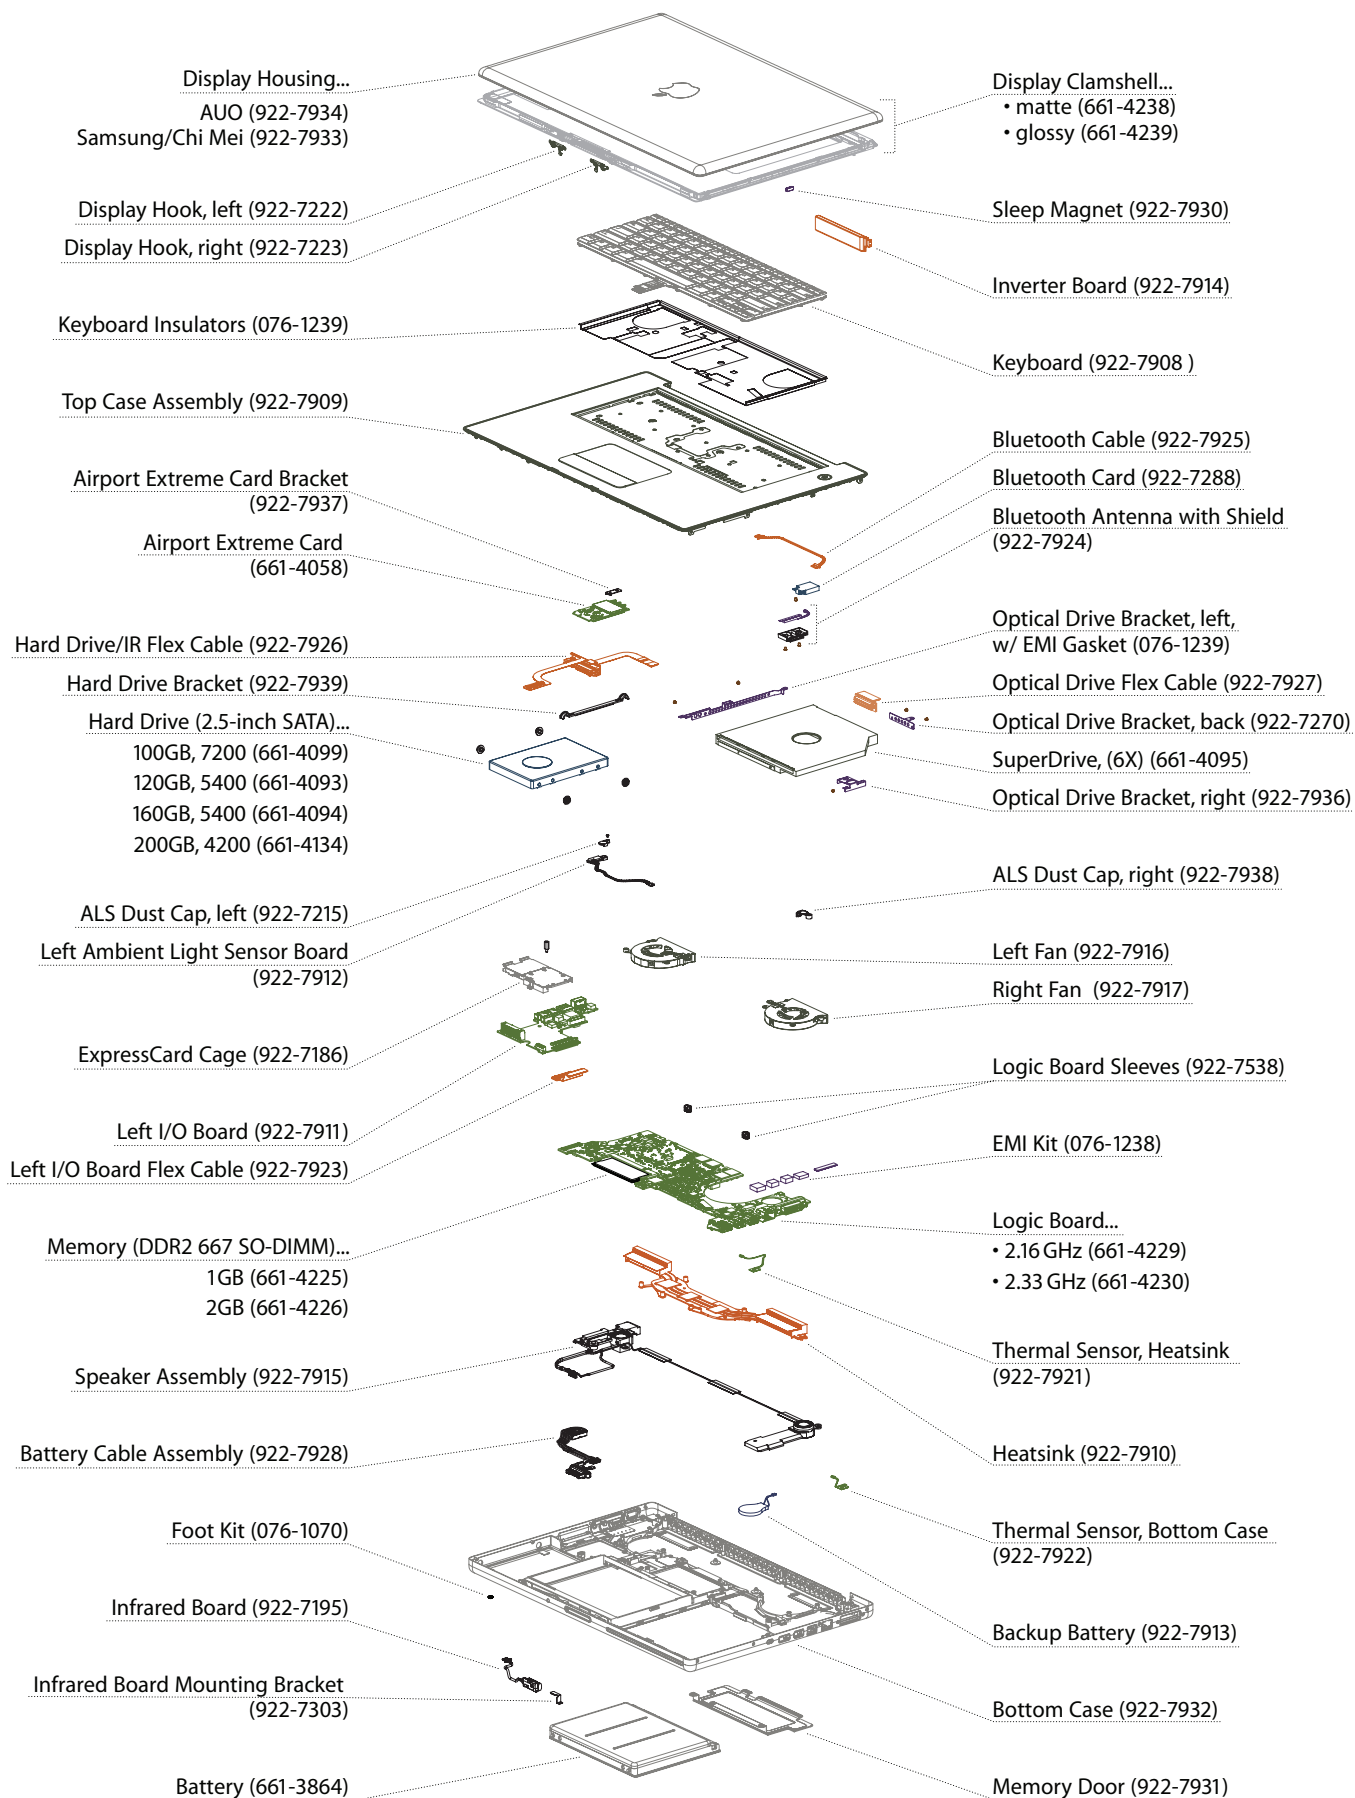 Display Housing...
AUO (922-7934)
Samsung/Chi Mei (922-7933)
Display Hook, left (922-7222)
Display Hook, right (922-7223)
Keyboard Insulators (076-1239)
Top Case Assembly (922-7909)
Airport Extreme Card Bracket
(922-7937)
Airport Extreme Card
(661-4058)
Hard Drive/IR Flex Cable (922-7926)
Hard Drive Bracket (922-7939)
Hard Drive (2.5-inch SATA)...
100GB, 7200 (661-4099)
120GB, 5400 (661-4093)
160GB, 5400 (661-4094)
200GB, 4200 (661-4134)
ALS Dust Cap, left (922-7215)
Left Ambient Light Sensor Board
(922-7912)
ExpressCard Cage (922-7186)
Left I/O Board (922-7911)
Left I/O Board Flex Cable (922-7923)
Memory (DDR2 667 SO-DIMM)...
1GB (661-4225)
2GB (661-4226)
Speaker Assembly (922-7915)
Battery Cable Assembly (922-7928)
Foot Kit (076-1070)
Infrared Board (922-7195)
Infrared Board Mounting Bracket
(922-7303)
Battery (661-3864)
Display Clamshell...
• matte (661-4238)
• glossy (661-4239)
Sleep Magnet (922-7930)
Inverter Board (922-7914)
Keyboard (922-7908 )
Bluetooth Cable (922-7925)
Bluetooth Card (922-7288)
Bluetooth Antenna with Shield
(922-7924)
Optical Drive Bracket, left,
w/ EMI Gasket (076-1239)
Optical Drive Flex Cable (922-7927)
Optical Drive Bracket, back (922-7270)
SuperDrive, (6X) (661-4095)
Optical Drive Bracket, right (922-7936)
ALS Dust Cap, right (922-7938)
Left Fan (922-7916)
Right Fan (922-7917)
Logic Board Sleeves (922-7538)
EMI Kit (076-1238)
Logic Board...
• 2.16 GHz (661-4229)
• 2.33 GHz (661-4230)
Thermal Sensor, Heatsink
(922-7921)
Heatsink (922-7910)
Thermal Sensor, Bottom Case
(922-7922)
Backup Battery (922-7913)
Bottom Case (922-7932)
Memory Door (922-7931)